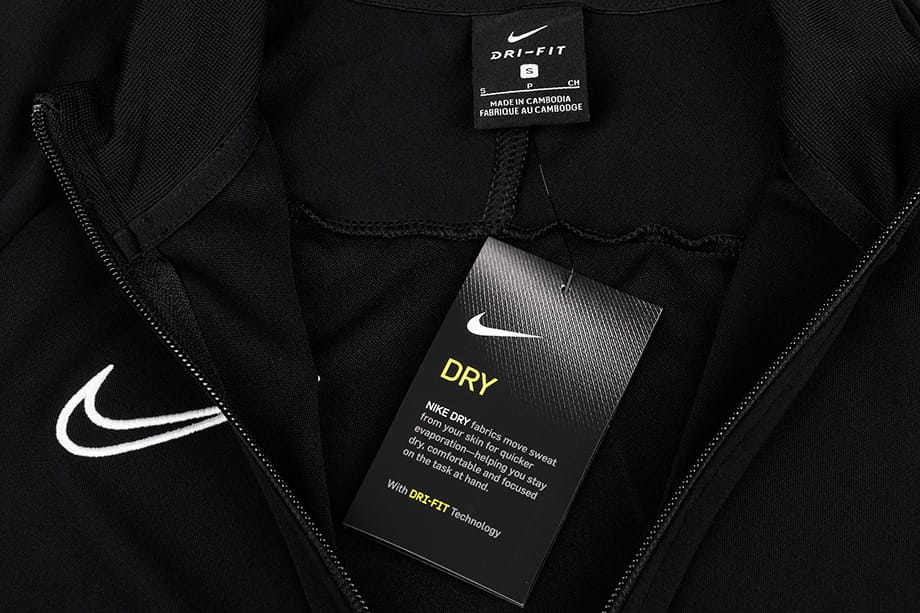 DRI-FIT
S
S P CH
MADE IN CAMBODIA
FABRIQUE AU CAMBODGE
DRY
NIKE DRY fabrics move sweat
from your skin for quicker
evaporation—helping you stay
dry, comfortable and focused
on the task at hand.
With DRI-FIT Technology